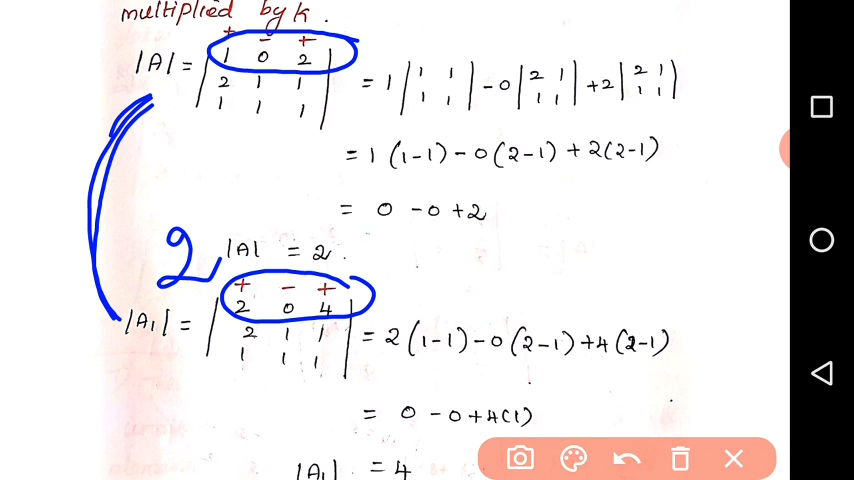 multiplied by k.
+ - +
|A| = | 1 0 2 |
| 2 1 1 | = 1 | 1 1 | -0 | 2 1 | +2 | 2 1 |
| 1 1 1 | | 1 1 | | 1 1 | | 1 1 |
= 1 (1-1) - 0 (2-1) + 2(2-1)
= 0 -0 +2
2 |A| = 2.
+ - +
|A₁| = | 2 0 4 |
| 2 1 1 | = 2 (1-1) -0 (2-1) +4 (2-1)
| 1 1 1 |
= 0 -0 +4(1)
|A₁| = 4